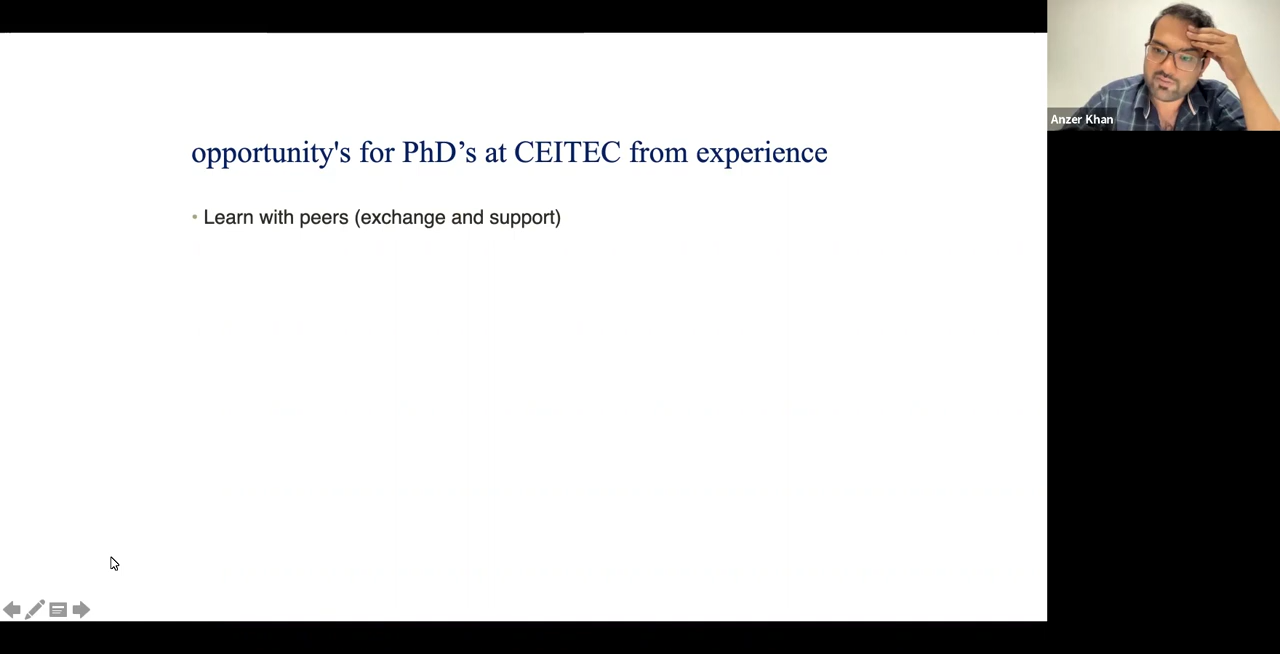 opportunity's for PhD’s at CEITEC from experience
• Learn with peers (exchange and support)
Anzer Khan